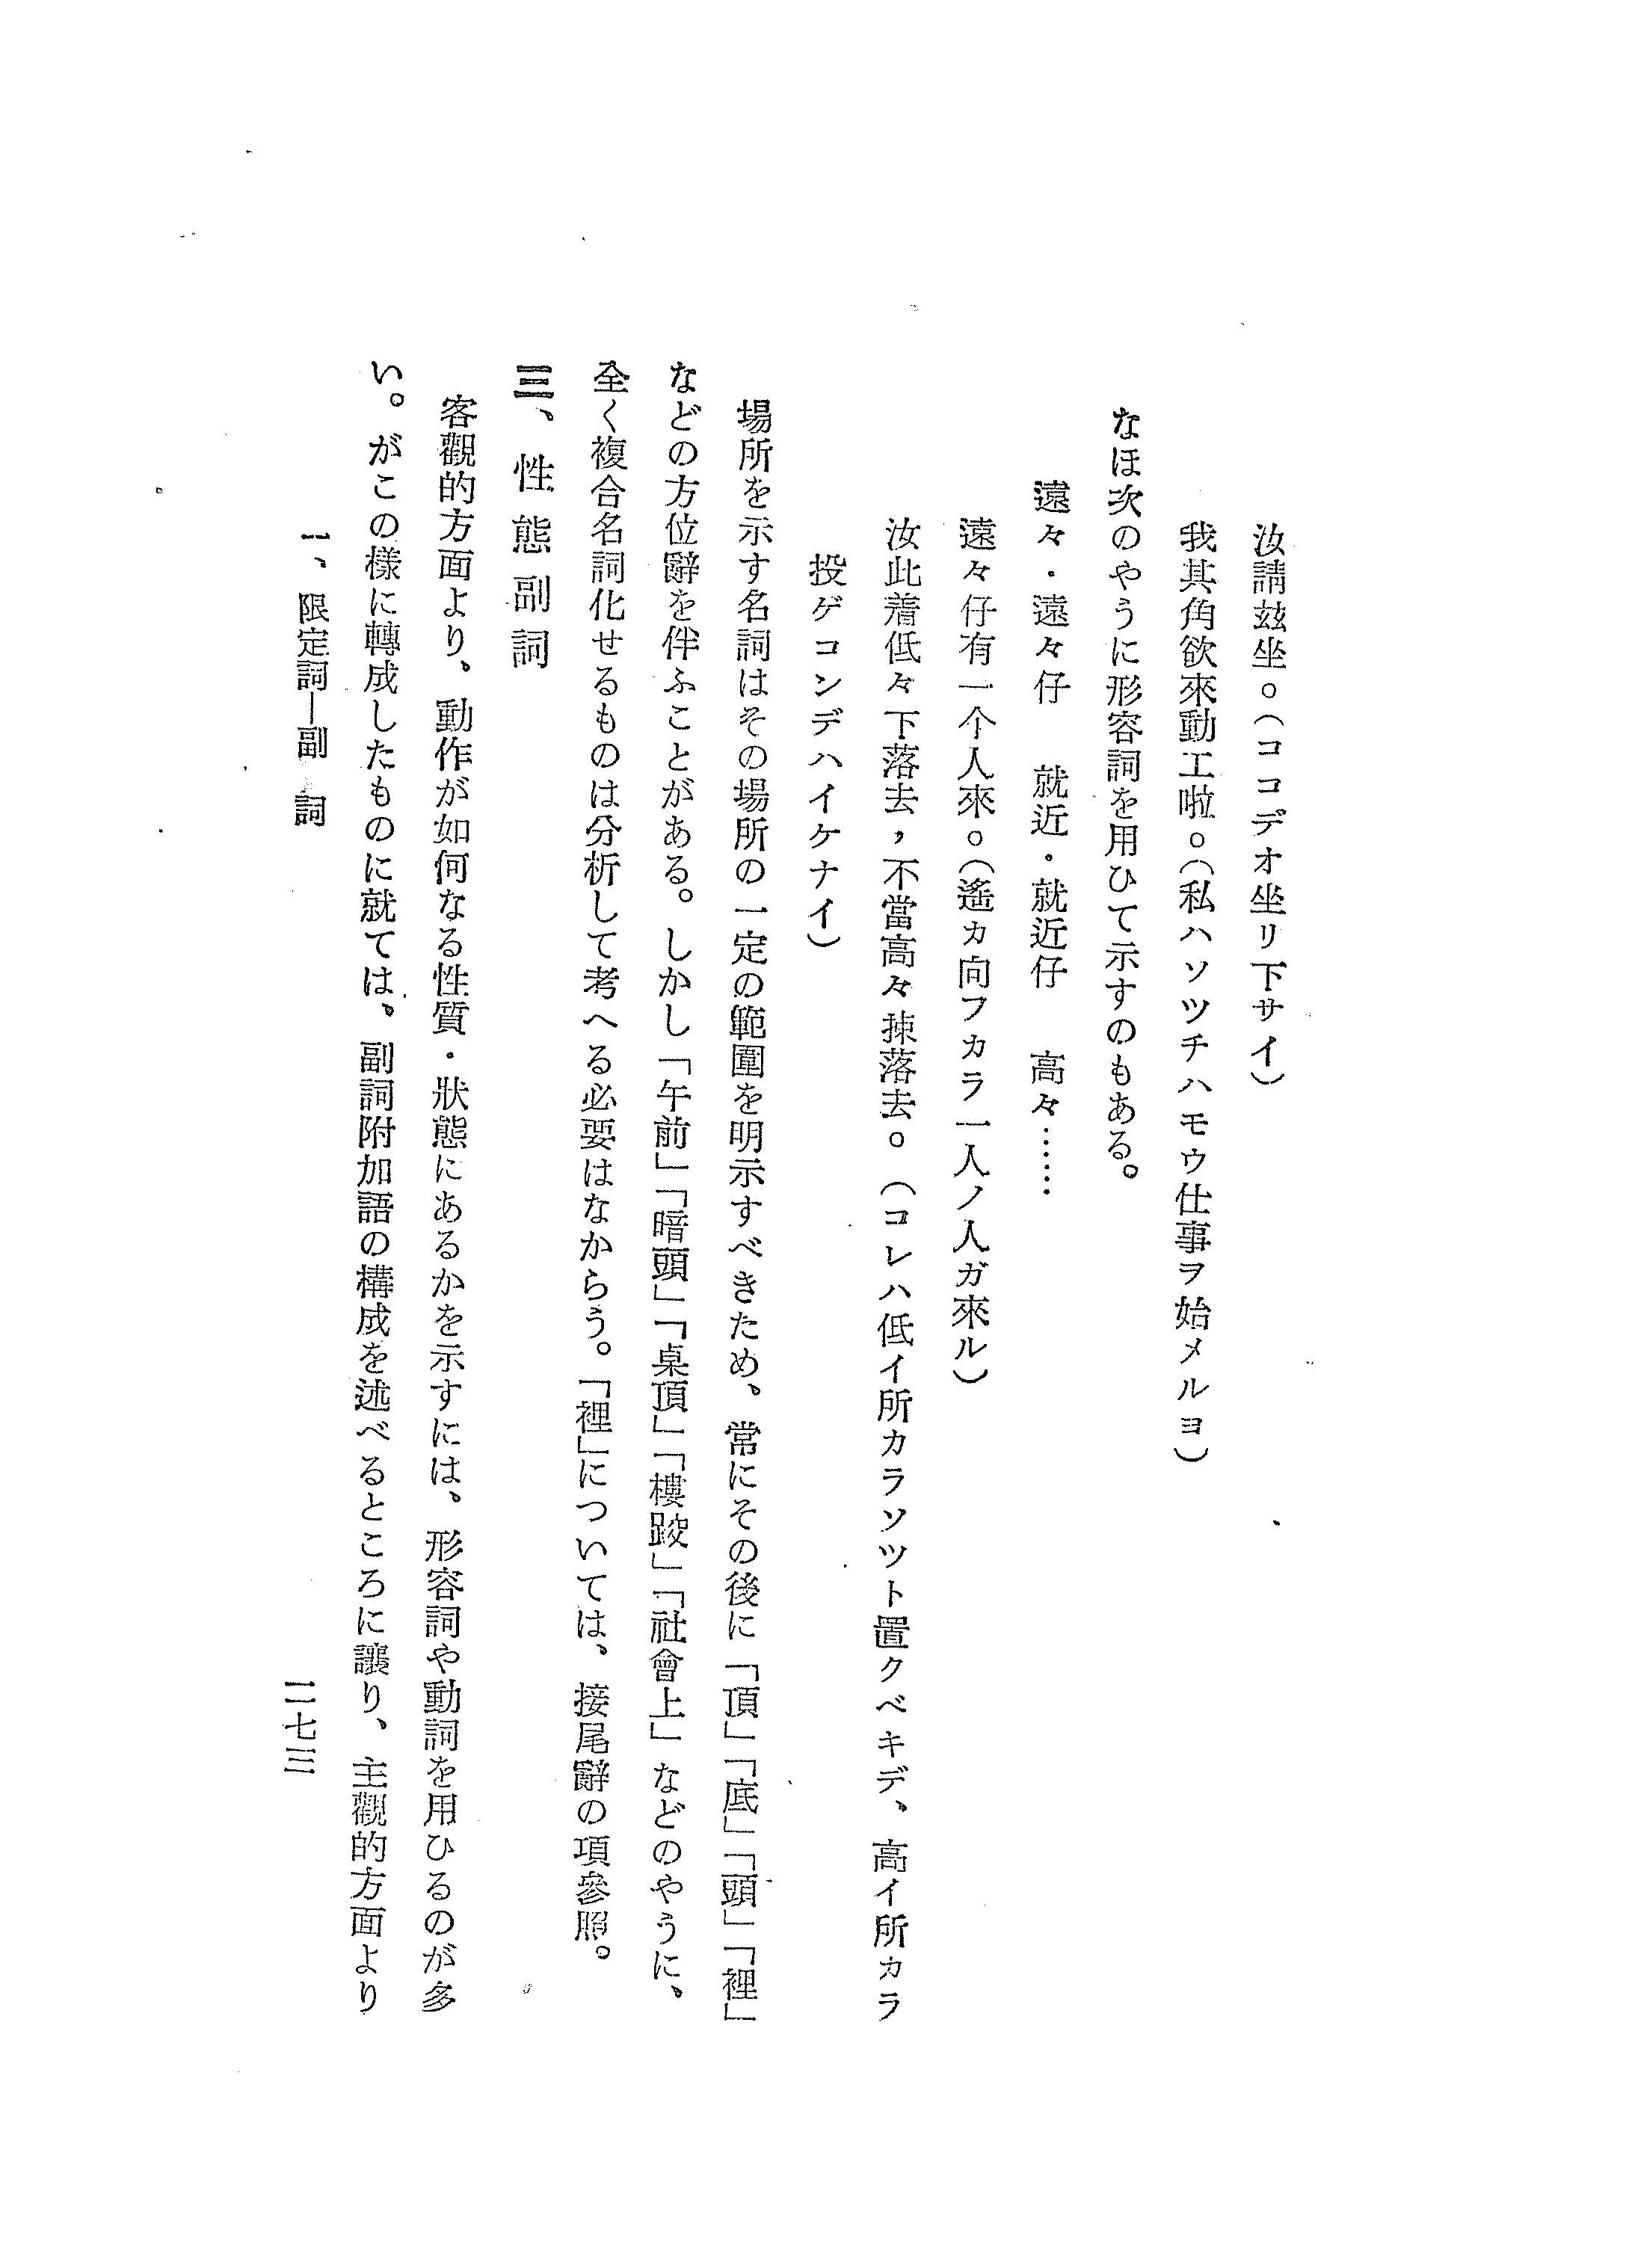 汝請玆坐。(ココデオ坐リ下サイ)
我其角欲來動工啦。(私ハソツチハモウ仕事ヲ始メルヨ)
なほ次のやうに形容詞を用ひて示すのもある。
遠々・遠々仔　就近・就近仔　高々……
遠々仔有一个人來。(遙カ向フカラ一人ノ人ガ來ル)
汝此着低々下落去，不當高々捒落去。(コレハ低イ所カラソツト置クベキデ、高イ所カラ
投ゲコンデハイケナイ)
場所を示す名詞はその場所の一定の範圍を明示すべきため、常にその後に「頂」「底」「頭」「裡」
などの方位辭を伴ふことがある。しかし「午前」「暗頭」「桌頂」「樓跤」「社會上」などのやうに、
全く複合名詞化せるものは分析して考へる必要はなからう。「裡」については、接尾辭の項參照。
三、性態副詞
客觀的方面より、動作が如何なる性質・狀態にあるかを示すには、形容詞や動詞を用ひるのが多
い。がこの樣に轉成したものに就ては、副詞附加語の構成を述べるところに讓り、主觀的方面より
一、限定詞—副詞
二七三